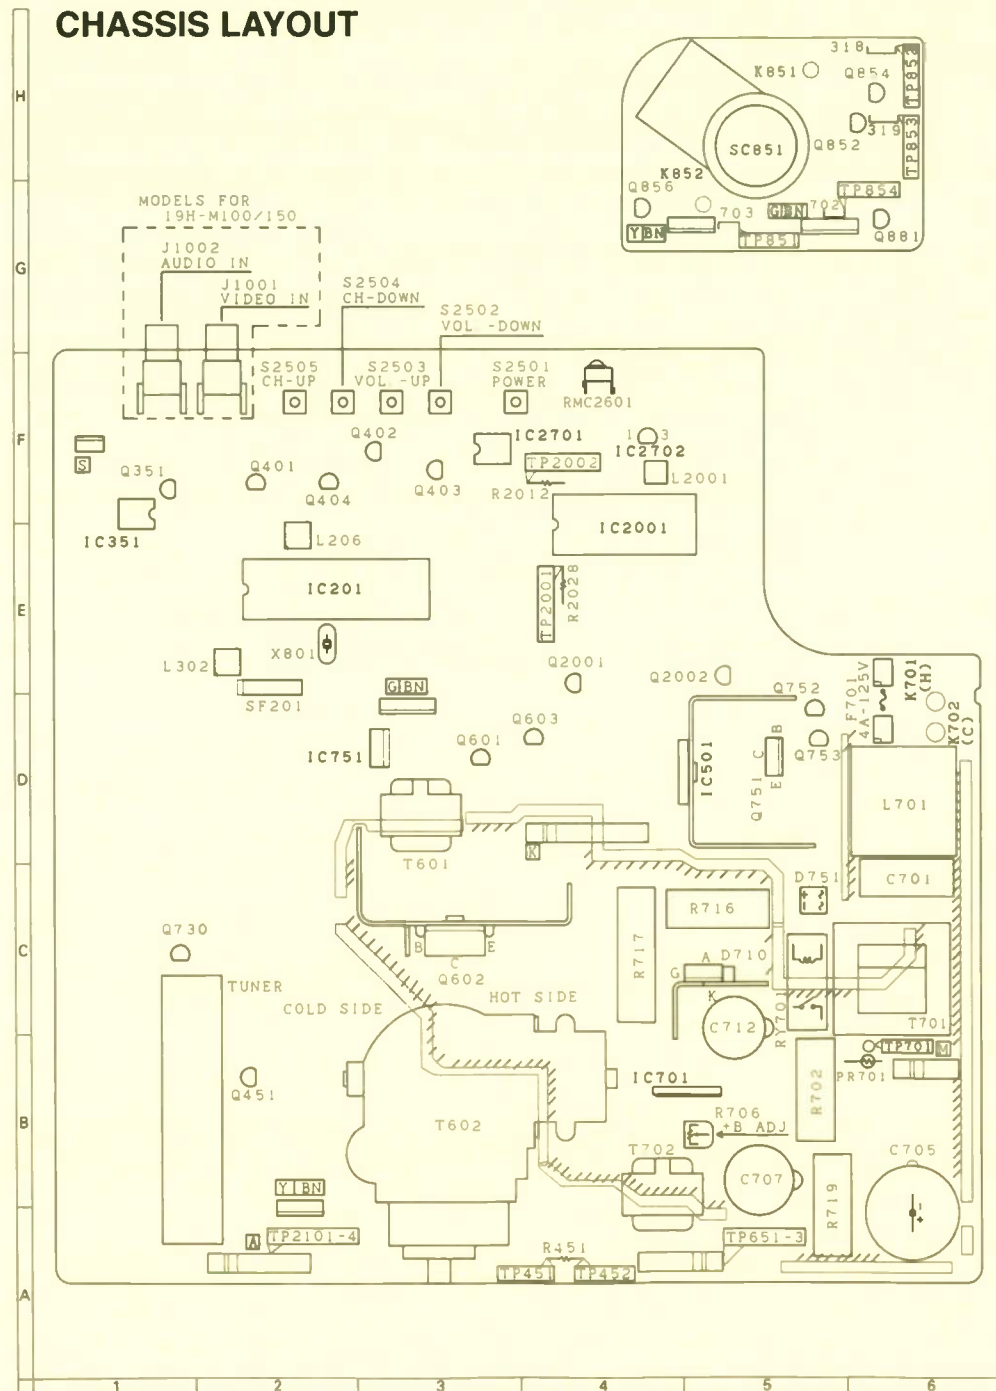 CHASSIS LAYOUT
H
318
K851
Q854
TP852
SC851
Q852
319
TP853
K852
Q856
TP854
703
G BN
702
Y BN
TP851
Q881
MODELS FOR
19H-M100/150
J1002
AUDIO IN
G
J1001
VIDEO IN
S2504
CH-DOWN
S2502
VOL -DOWN
S2505
CH-UP
S2503
VOL -UP
S2501
POWER
RMC2601
F
Q402
IC2701
1 3
IC2702
S
Q351
Q401
TP2002
L2001
Q404
Q403
R2012
IC351
L206
IC2001
IC201
E
TP2001
R2028
X801
L302
SF201
Q2001
Q2002
G BN
Q752
F701
4A-125V
K701
(H)
K702
(C)
Q603
IC751
Q601
IC501
B
C
E
Q751
Q753
D
L701
K
T601
D751
C701
R716
R717
Q730
C
B
E
C
Q602
A
D710
G
K
TUNER
COLD SIDE
HOT SIDE
C712
RY701
T701
TP701
M
PR701
IC701
Q451
R702
B
T602
R706
+B ADJ
T702
C707
C705
R719
Y BN
A
TP2101-4
R451
TP651-3
TP451
TP452
A
1
2
3
4
5
6